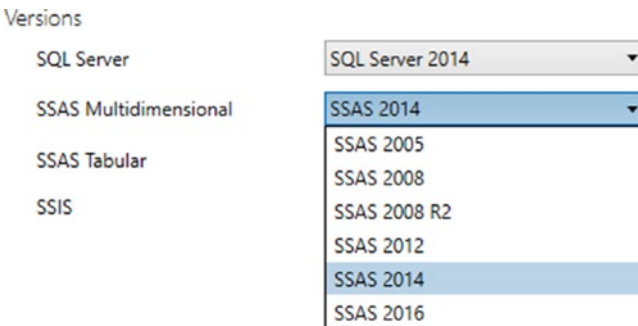 Versions
SQL Server SQL Server 2014
SSAS Multidimensional SSAS 2014
SSAS 2005
SSAS Tabular
SSAS 2008
SSIS SSAS 2008 R2
SSAS 2012
SSAS 2014
SSAS 2016